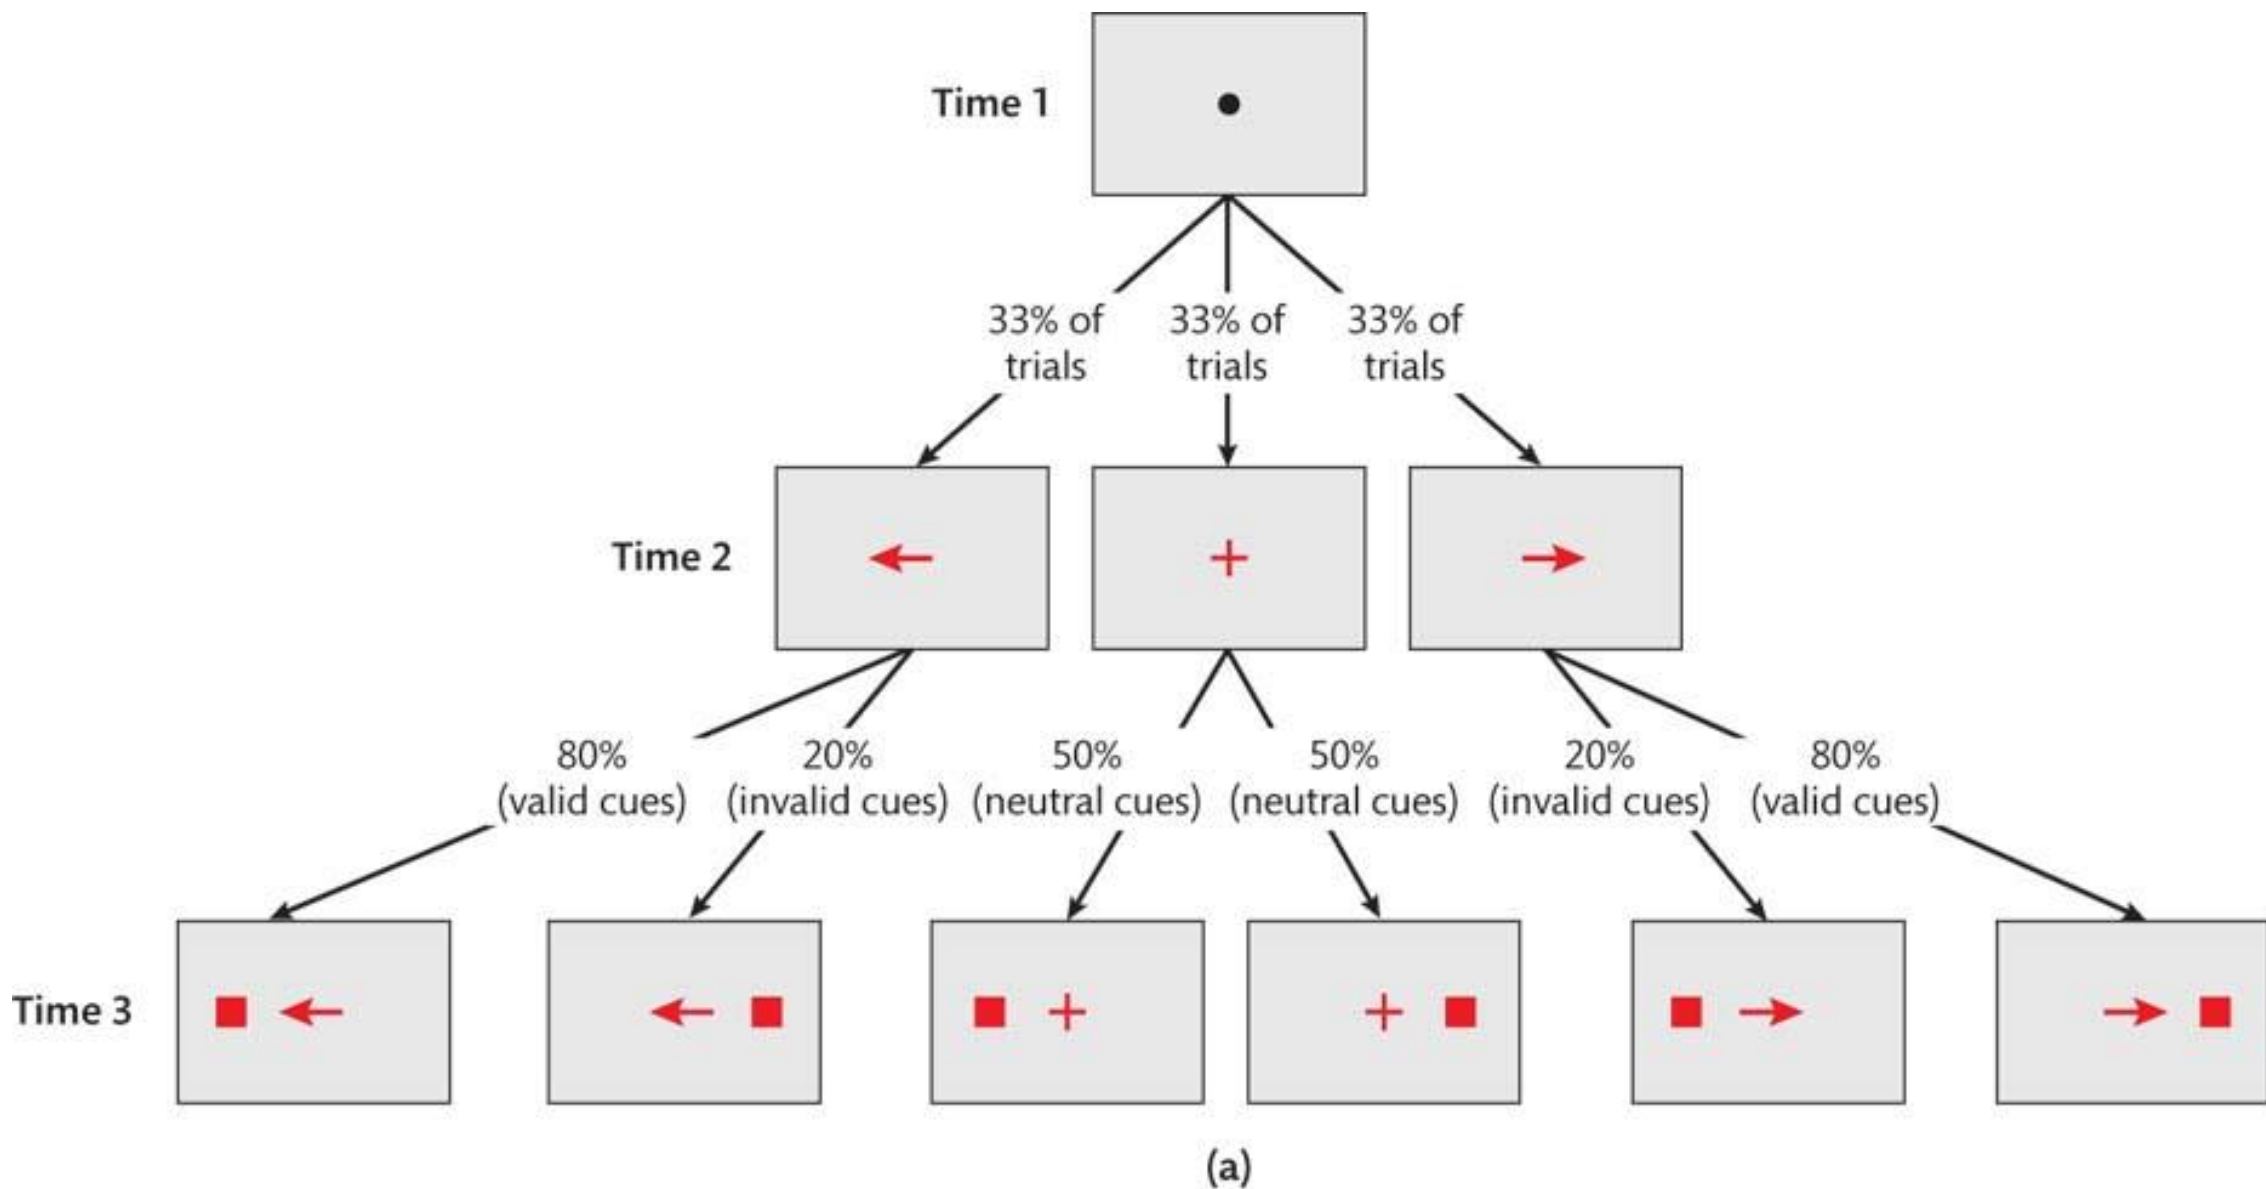 Time 1
33% of
trials
33% of
trials
33% of
trials
Time 2
80%
(valid cues)
20%
(invalid cues)
50%
(neutral cues)
50%
(neutral cues)
20%
(invalid cues)
80%
(valid cues)
Time 3
(a)